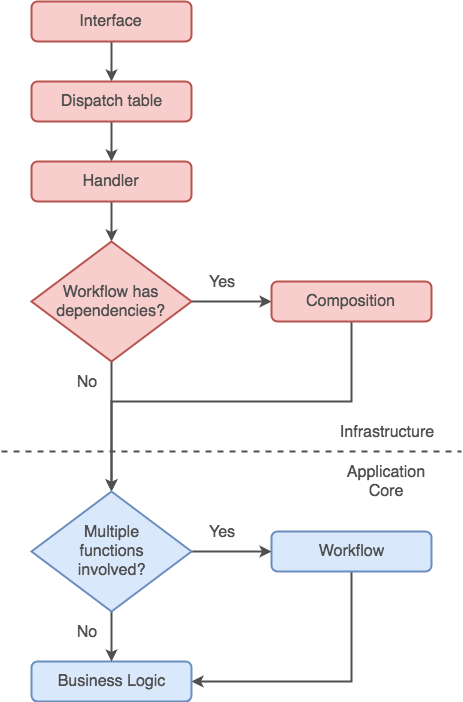 Interface
Dispatch table
Handler
Workflow has
dependencies?
Yes
Composition
No
Infrastructure
Application
Core
Multiple
functions
involved?
Yes
Workflow
No
Business Logic